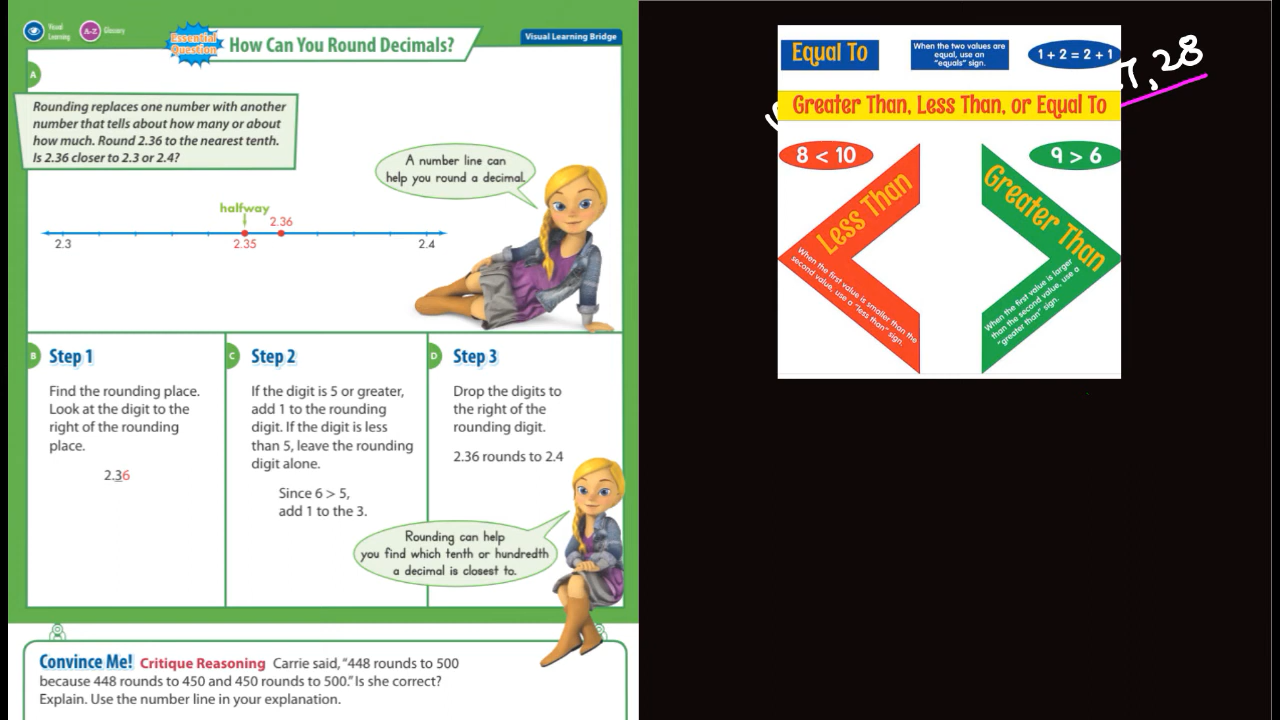 Visual
Learning
A-Z
Glossary
Essential
Question
How Can You Round Decimals?
Visual Learning Bridge
A
Rounding replaces one number with another
number that tells about how many or about
how much. Round 2.36 to the nearest tenth.
Is 2.36 closer to 2.3 or 2.4?
A number line can
help you round a decimal.
halfway
2.36
2.3
2.35
2.4
B
Step 1
Find the rounding place.
Look at the digit to the
right of the rounding
place.
2.36
C
Step 2
If the digit is 5 or greater,
add 1 to the rounding
digit. If the digit is less
than 5, leave the rounding
digit alone.
Since 6 > 5,
add 1 to the 3.
D
Step 3
Drop the digits to
the right of the
rounding digit.
2.36 rounds to 2.4
Rounding can help
you find which tenth or hundredth
a decimal is closest to.
Convince Me! Critique Reasoning Carrie said, “448 rounds to 500
because 448 rounds to 450 and 450 rounds to 500.” Is she correct?
Explain. Use the number line in your explanation.
Equal To
When the two values are
equal, use an
"equals" sign.
1 + 2 = 2 + 1
Greater Than, Less Than, or Equal To
8 < 10
Less Than
When the first value is smaller than the
second value, use a "less than" sign.
9 > 6
Greater Than
When the first value is larger
than the second value, use a
"greater than" sign.
7, 28